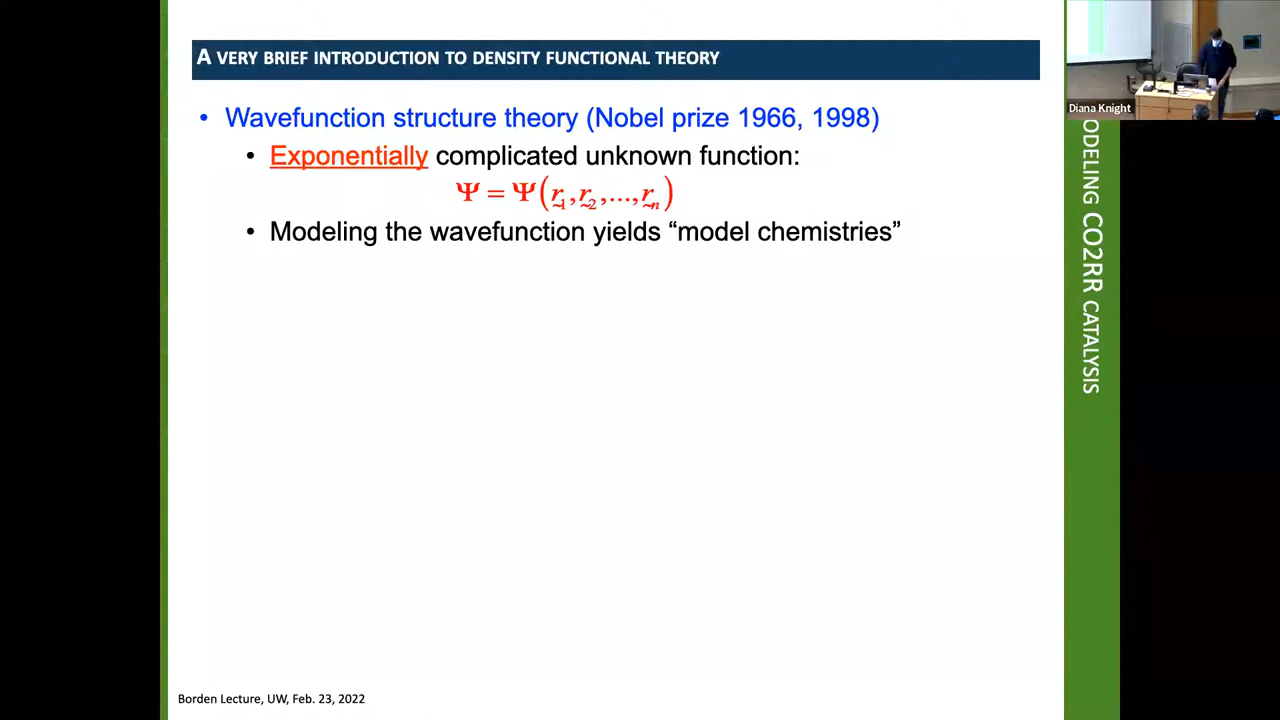 A VERY BRIEF INTRODUCTION TO DENSITY FUNCTIONAL THEORY
• Wavefunction structure theory (Nobel prize 1966, 1998)
• Exponentially complicated unknown function:
Ψ = Ψ(r₁,r₂,...,rₙ)
• Modeling the wavefunction yields “model chemistries”
Borden Lecture, UW, Feb. 23, 2022
Diana Knight
ODELING CO2RR CATALYSIS